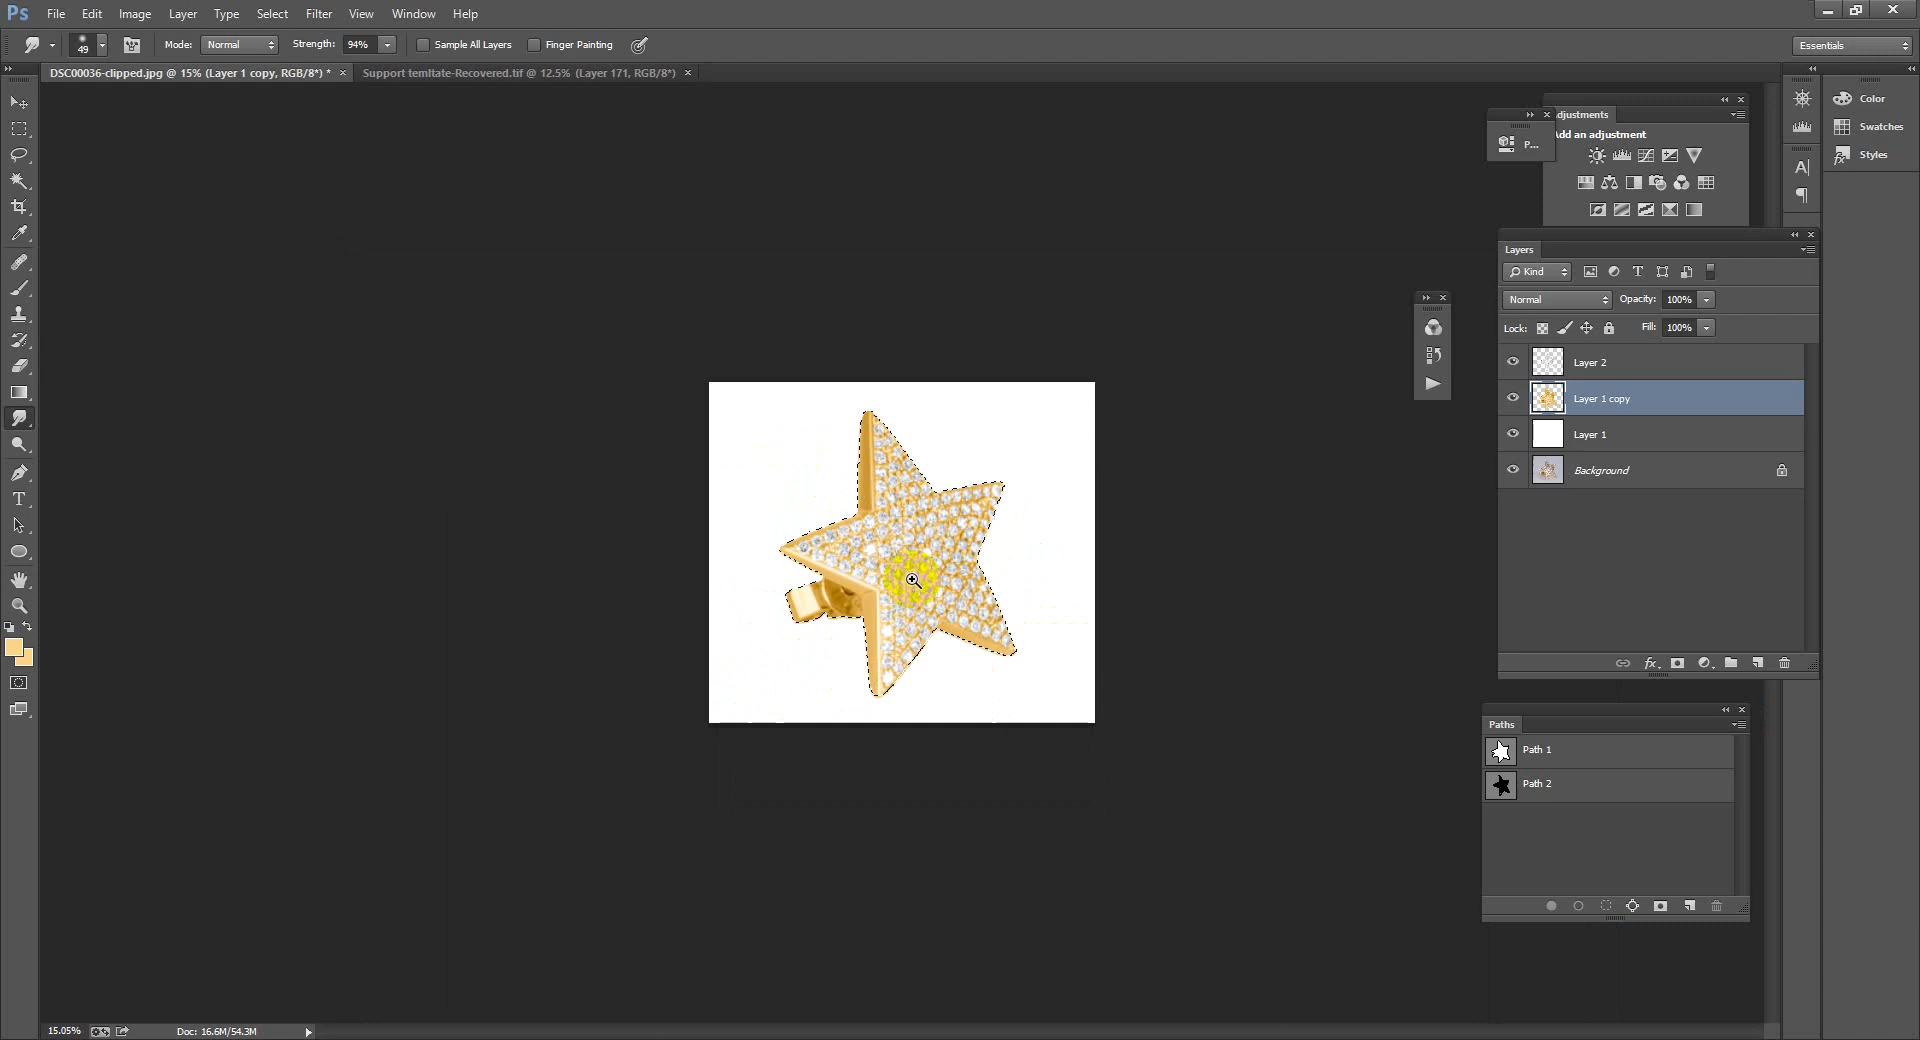 Ps File Edit Image Layer Type Select Filter View Window Help
49 Mode: Normal Strength: 94% Sample All Layers Finger Painting Essentials
DSC00036-clipped.jpg @ 15% (Layer 1 copy, RGB/8*) * × Support temltate-Recovered.tif @ 12.5% (Layer 171, RGB/8*) ×
Color
Swatches
Styles
djustments
Add an adjustment
P...
Layers
Kind
Normal Opacity: 100%
Lock: Fill: 100%
Layer 2
Layer 1 copy
Layer 1
Background
Paths
Path 1
Path 2
15.05% Doc: 16.6M/54.3M